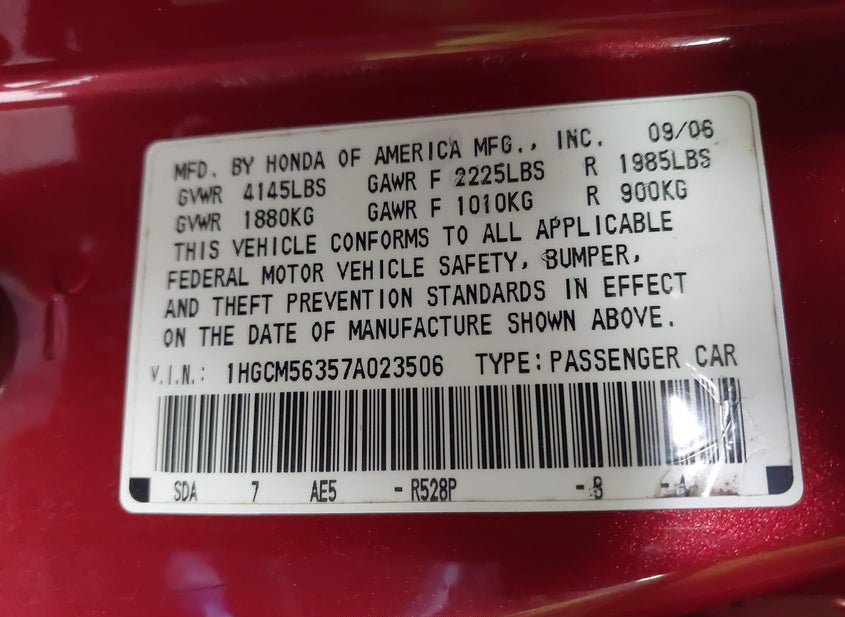 MFD. BY HONDA OF AMERICA MFG., INC. 09/06
GVWR 4145LBS GAWR F 2225LBS R 1985LBS
GVWR 1880KG GAWR F 1010KG R 900KG
THIS VEHICLE CONFORMS TO ALL APPLICABLE
FEDERAL MOTOR VEHICLE SAFETY, BUMPER,
AND THEFT PREVENTION STANDARDS IN EFFECT
ON THE DATE OF MANUFACTURE SHOWN ABOVE.
V.I.N.: 1HGCM56357A023506 TYPE: PASSENGER CAR
SDA 7 AE5 -R528P